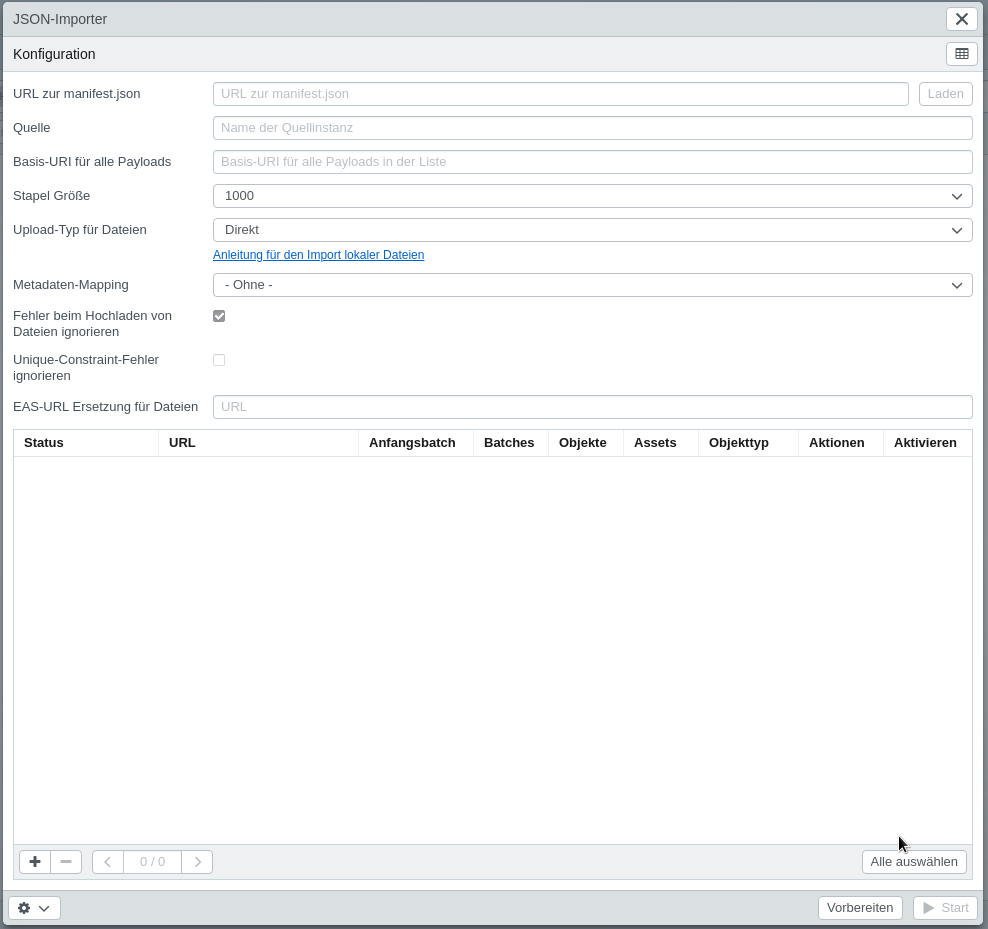 JSON-Importer
Konfiguration
URL zur manifest.json
URL zur manifest.json
Laden
Quelle
Name der Quellinstanz
Basis-URI für alle Payloads
Basis-URI für alle Payloads in der Liste
Stapel Größe
1000
Upload-Typ für Dateien
Direkt
Anleitung für den Import lokaler Dateien
Metadaten-Mapping
- Ohne -
Fehler beim Hochladen von
Dateien ignorieren
Unique-Constraint-Fehler
ignorieren
EAS-URL Ersetzung für Dateien
URL
Status URL Anfangsbatch Batches Objekte Assets Objekttyp Aktionen Aktivieren
0 / 0
Alle auswählen
Vorbereiten
Start